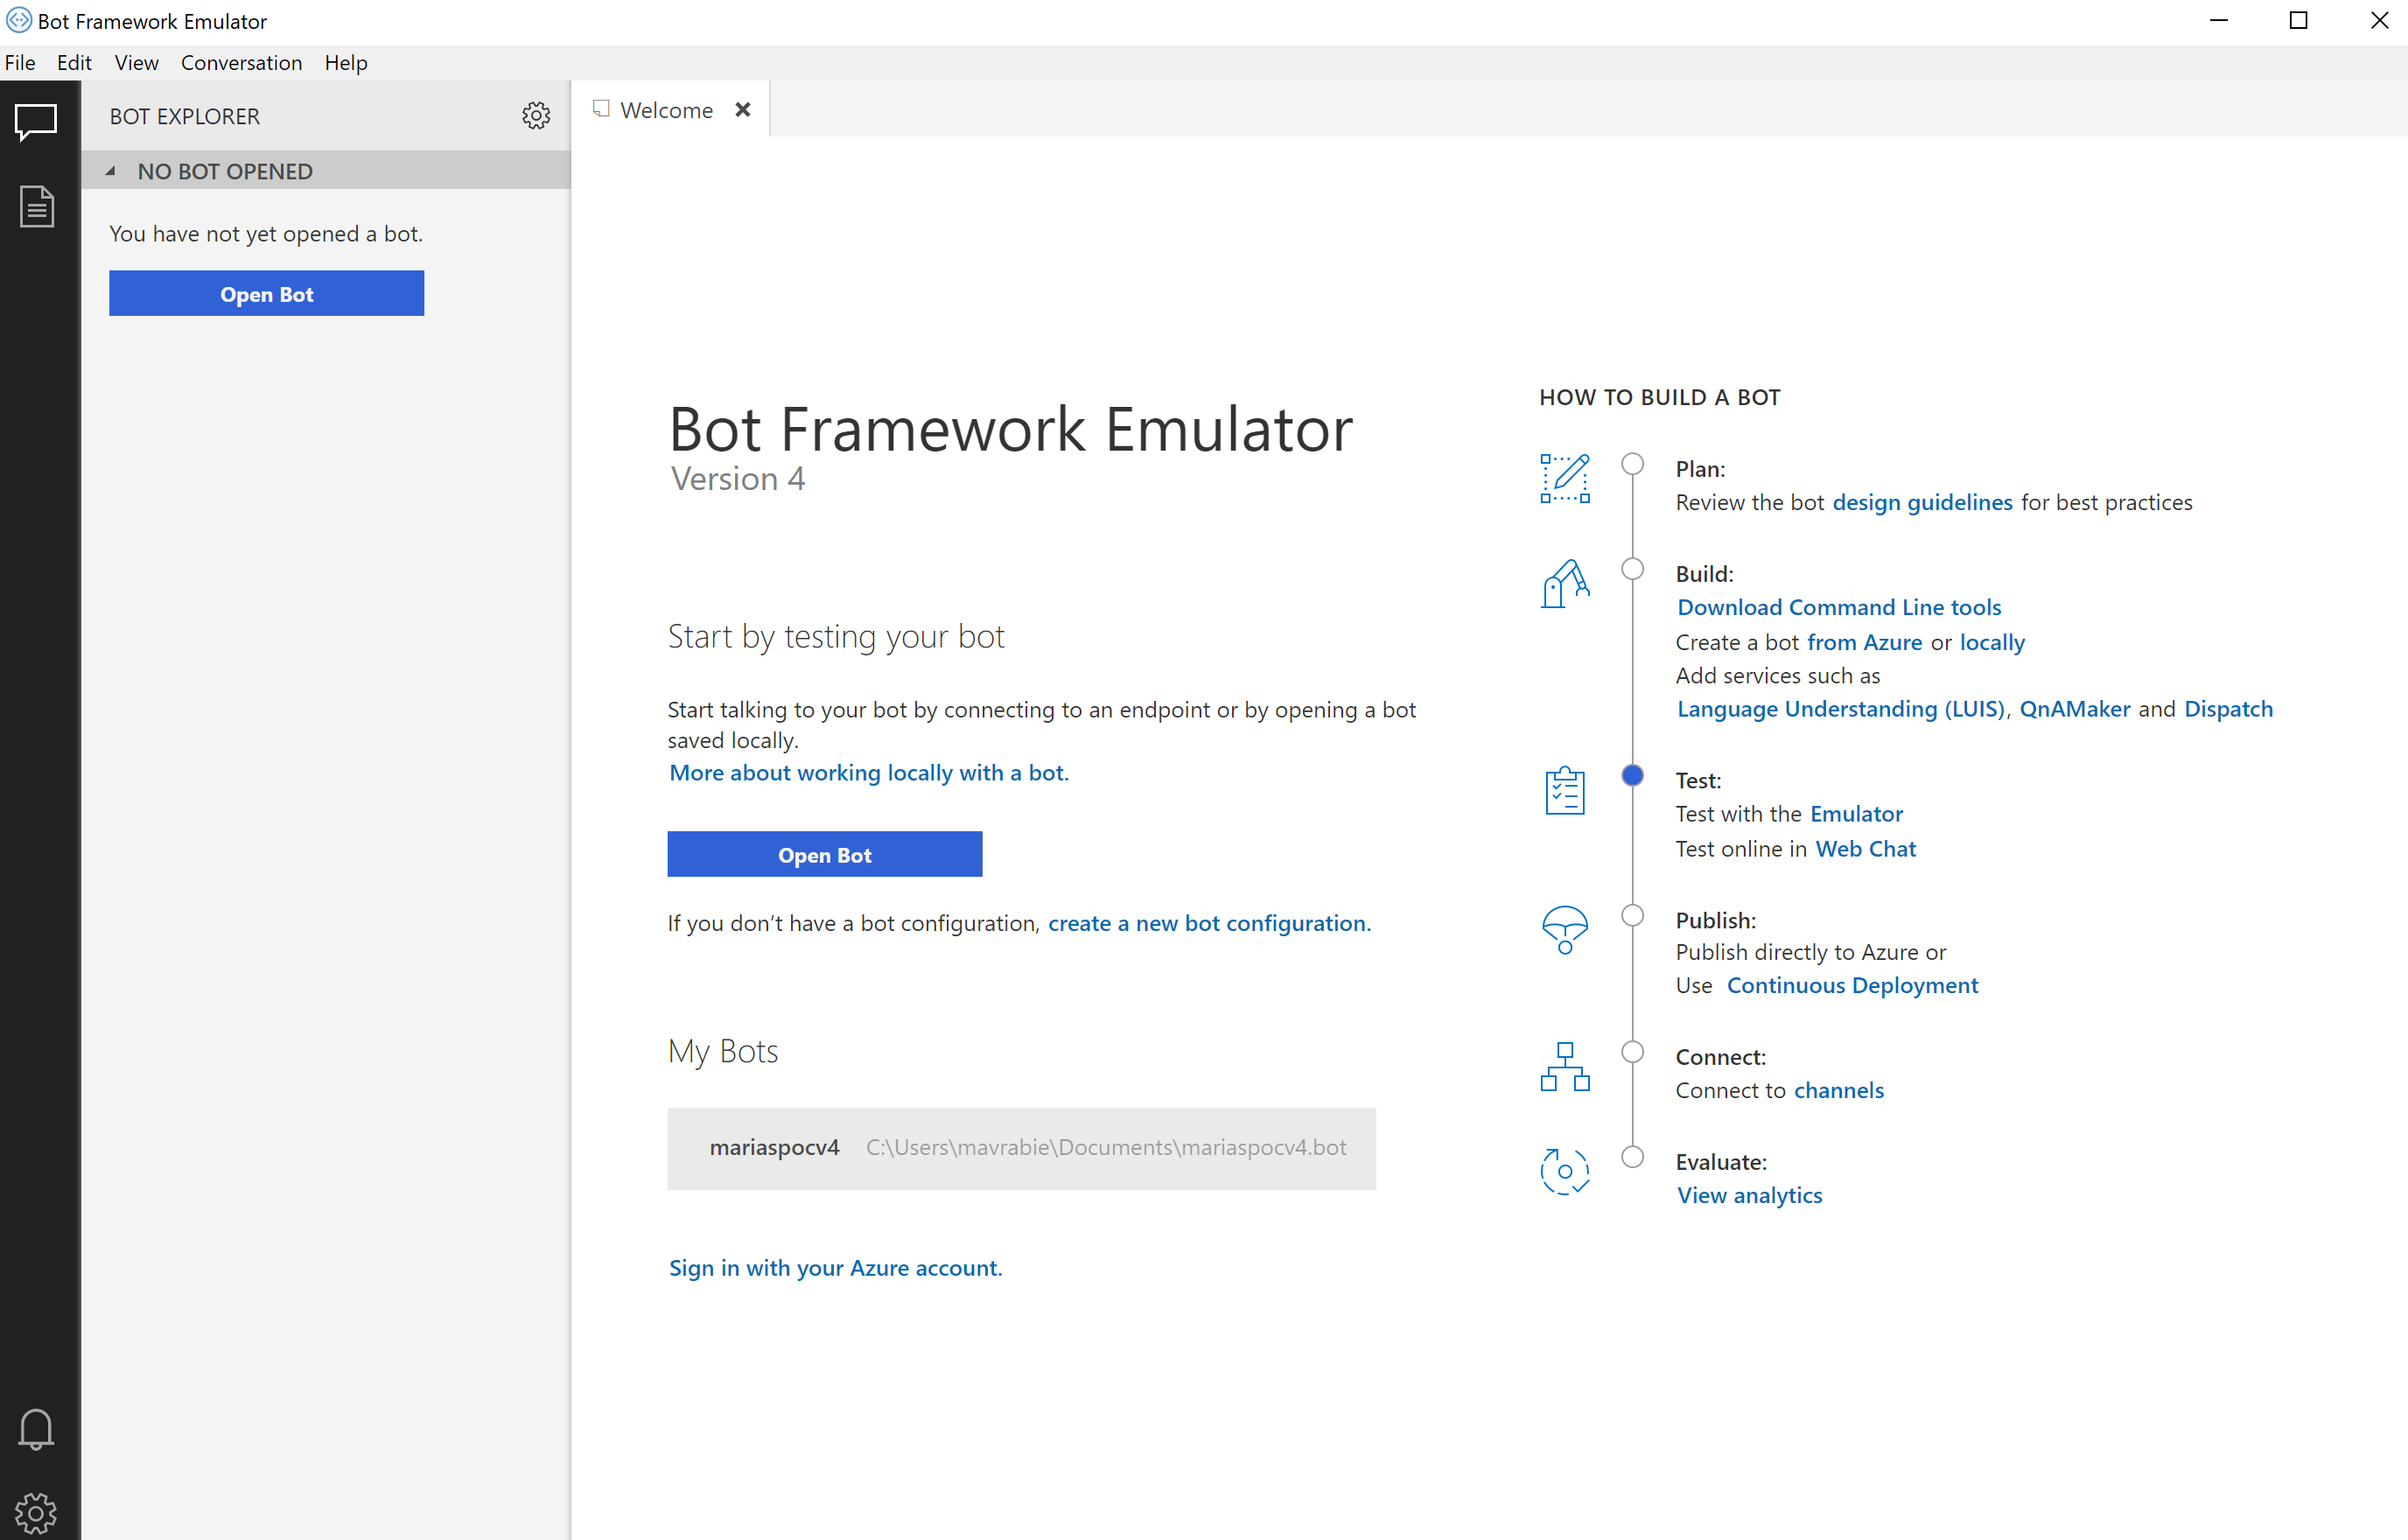 Bot Framework Emulator
File Edit View Conversation Help
BOT EXPLORER
NO BOT OPENED
You have not yet opened a bot.
Open Bot
Welcome
Bot Framework Emulator
Version 4
Start by testing your bot
Start talking to your bot by connecting to an endpoint or by opening a bot
saved locally.
More about working locally with a bot.
Open Bot
If you don’t have a bot configuration, create a new bot configuration.
My Bots
mariaspocv4 C:\Users\mavrabie\Documents\mariaspocv4.bot
Sign in with your Azure account.
HOW TO BUILD A BOT
Plan:
Review the bot design guidelines for best practices
Build:
Download Command Line tools
Create a bot from Azure or locally
Add services such as
Language Understanding (LUIS), QnAMaker and Dispatch
Test:
Test with the Emulator
Test online in Web Chat
Publish:
Publish directly to Azure or
Use Continuous Deployment
Connect:
Connect to channels
Evaluate:
View analytics